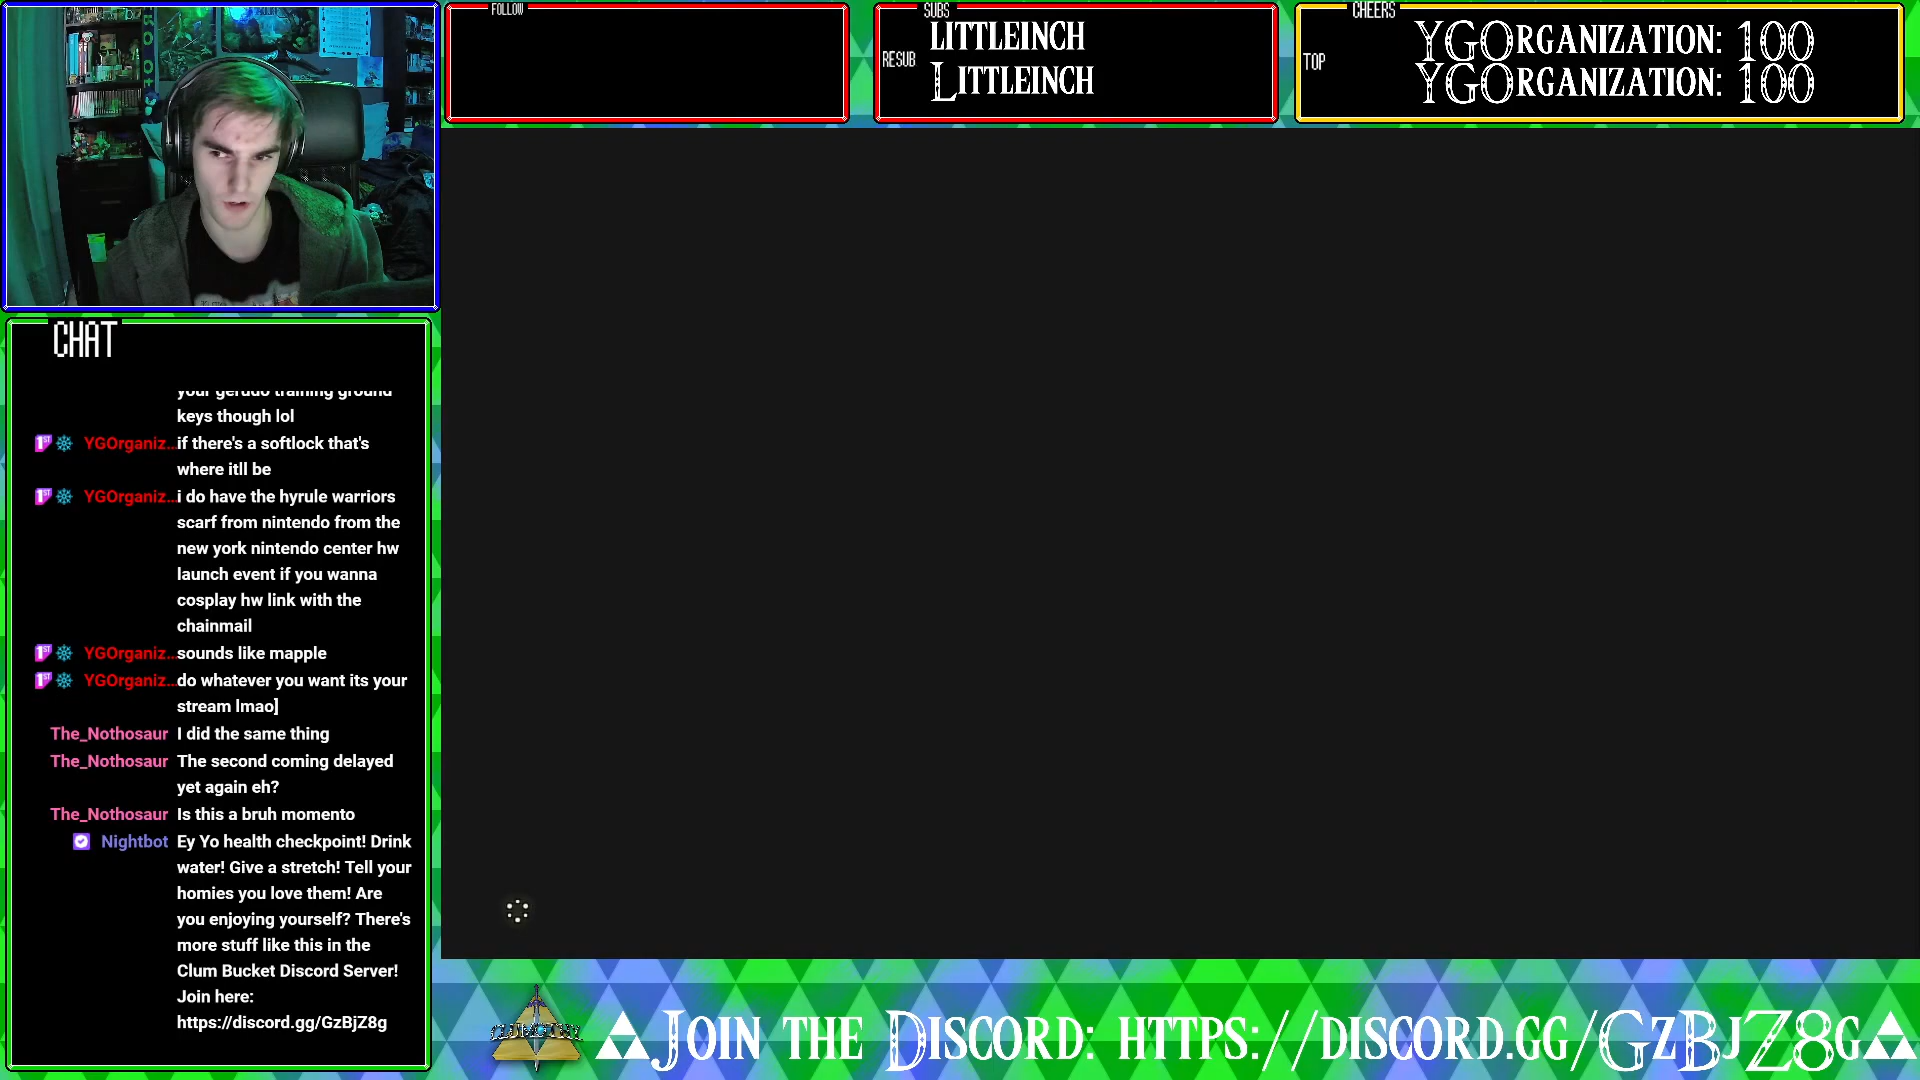 FOLLOW
SUBS
RESUB
LITTLEINCH
LITTLEINCH
CHEERS
TOP
YGORGANIZATION: 100
YGORGANIZATION: 100
CHAT
your gerudo training ground
keys though lol
YGOrganiz... if there's a softlock that's
where itll be
YGOrganiz... i do have the hyrule warriors
scarf from nintendo from the
new york nintendo center hw
launch event if you wanna
cosplay hw link with the
chainmail
YGOrganiz... sounds like mapple
YGOrganiz... do whatever you want its your
stream lmao]
The_Nothosaur I did the same thing
The_Nothosaur The second coming delayed
yet again eh?
The_Nothosaur Is this a bruh momento
Nightbot Ey Yo health checkpoint! Drink
water! Give a stretch! Tell your
homies you love them! Are
you enjoying yourself? There's
more stuff like this in the
Clum Bucket Discord Server!
Join here:
https://discord.gg/GzBjZ8g
JOIN THE DISCORD: HTTPS://DISCORD.GG/GZBJZ8G